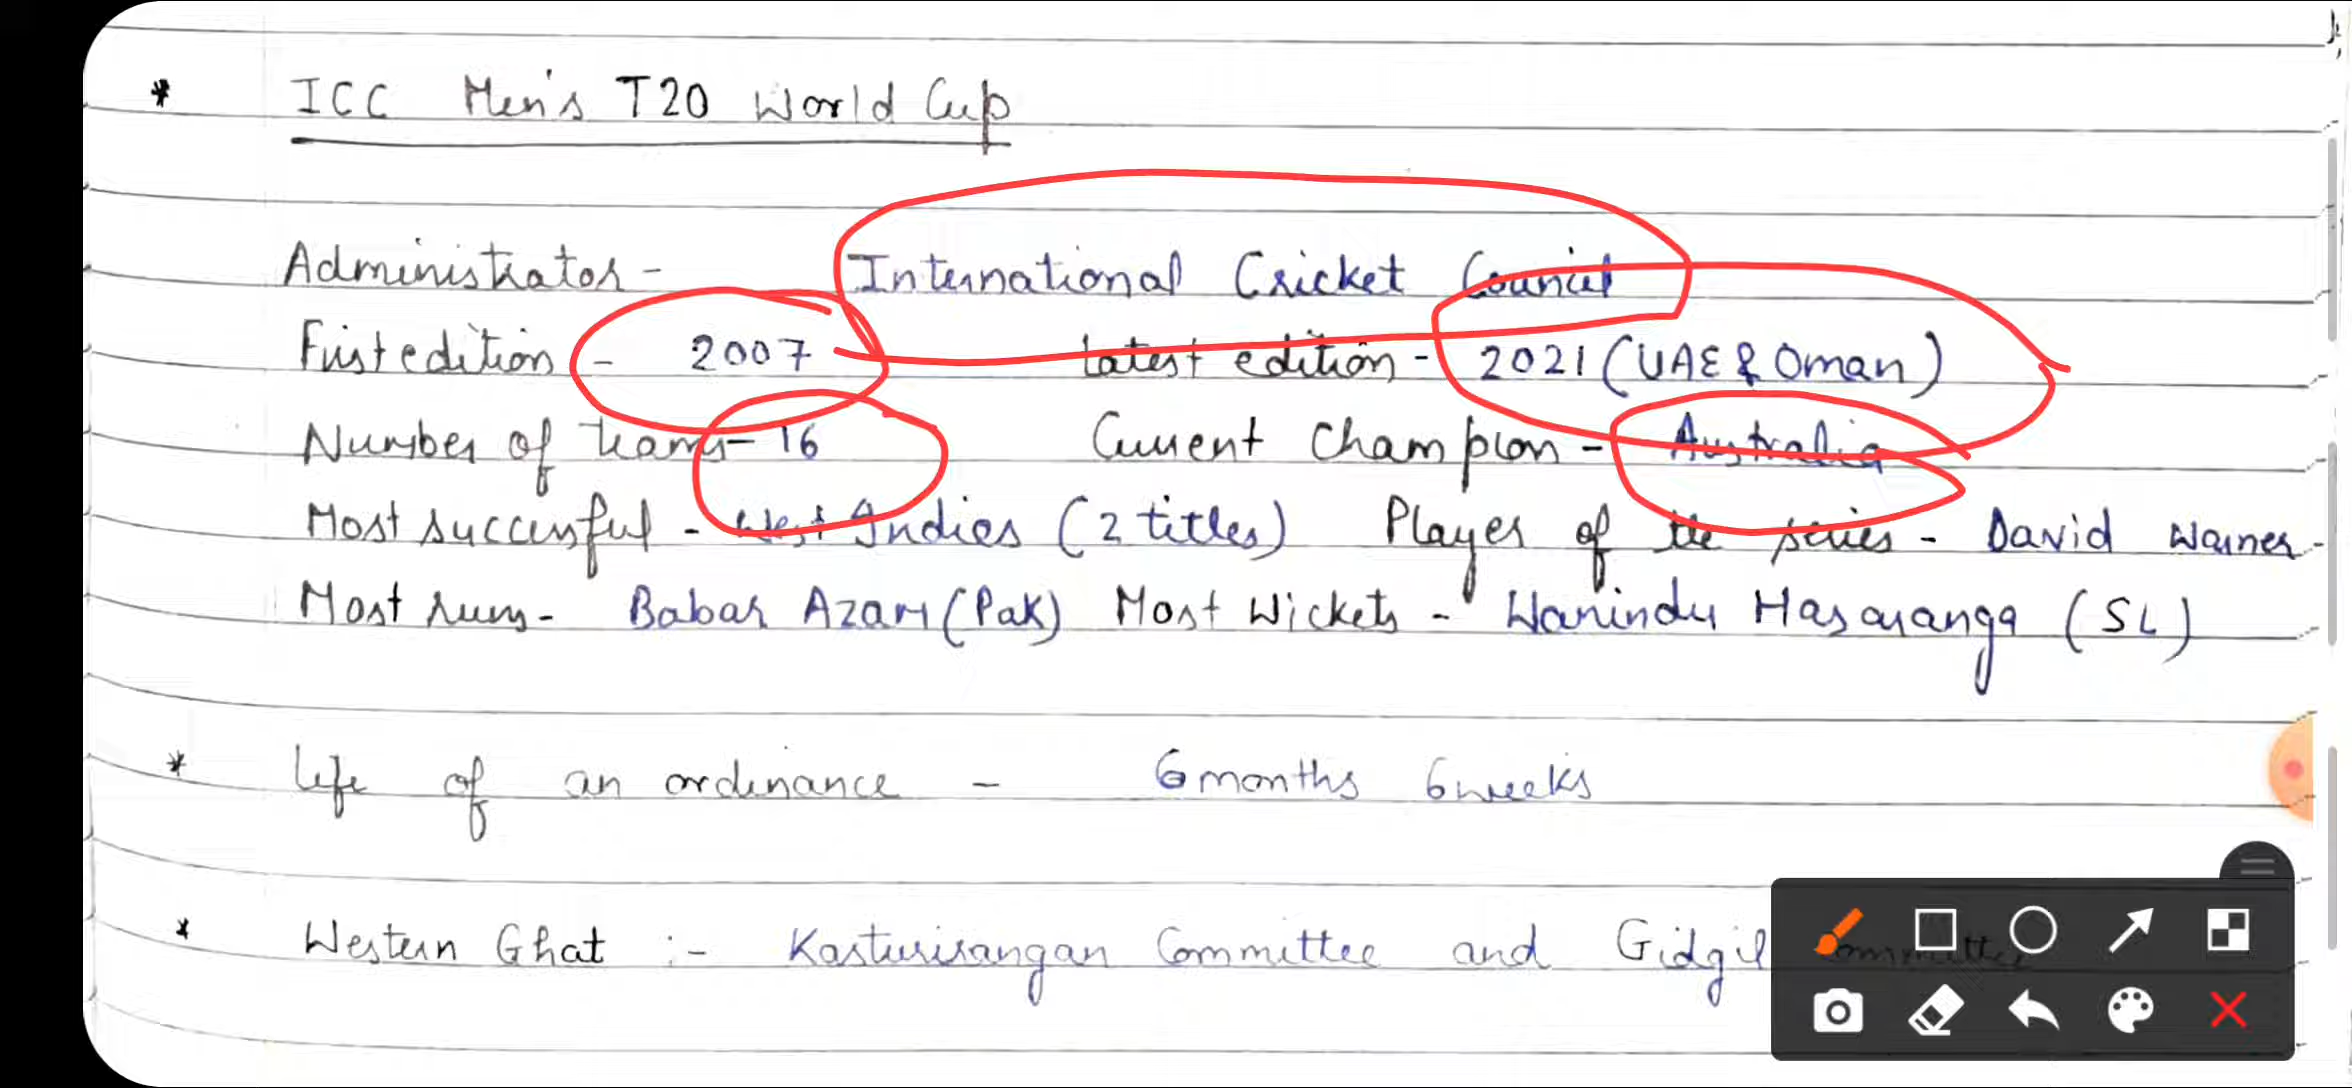 * ICC Men's T20 World Cup
Administrator - International Cricket Council
First edition - 2007 Latest edition - 2021 (UAE & Oman)
Number of teams - 16 Current Champion - Australia
Most successful - West Indies (2 titles) Player of the series - David Warner
Most runs - Babar Azam (Pak) Most Wickets - Wanindu Hasaranga (SL)
* Life of an ordinance - 6 months 6 weeks
* Western Ghat :- Kasturirangan Committee and Gidgil Committee